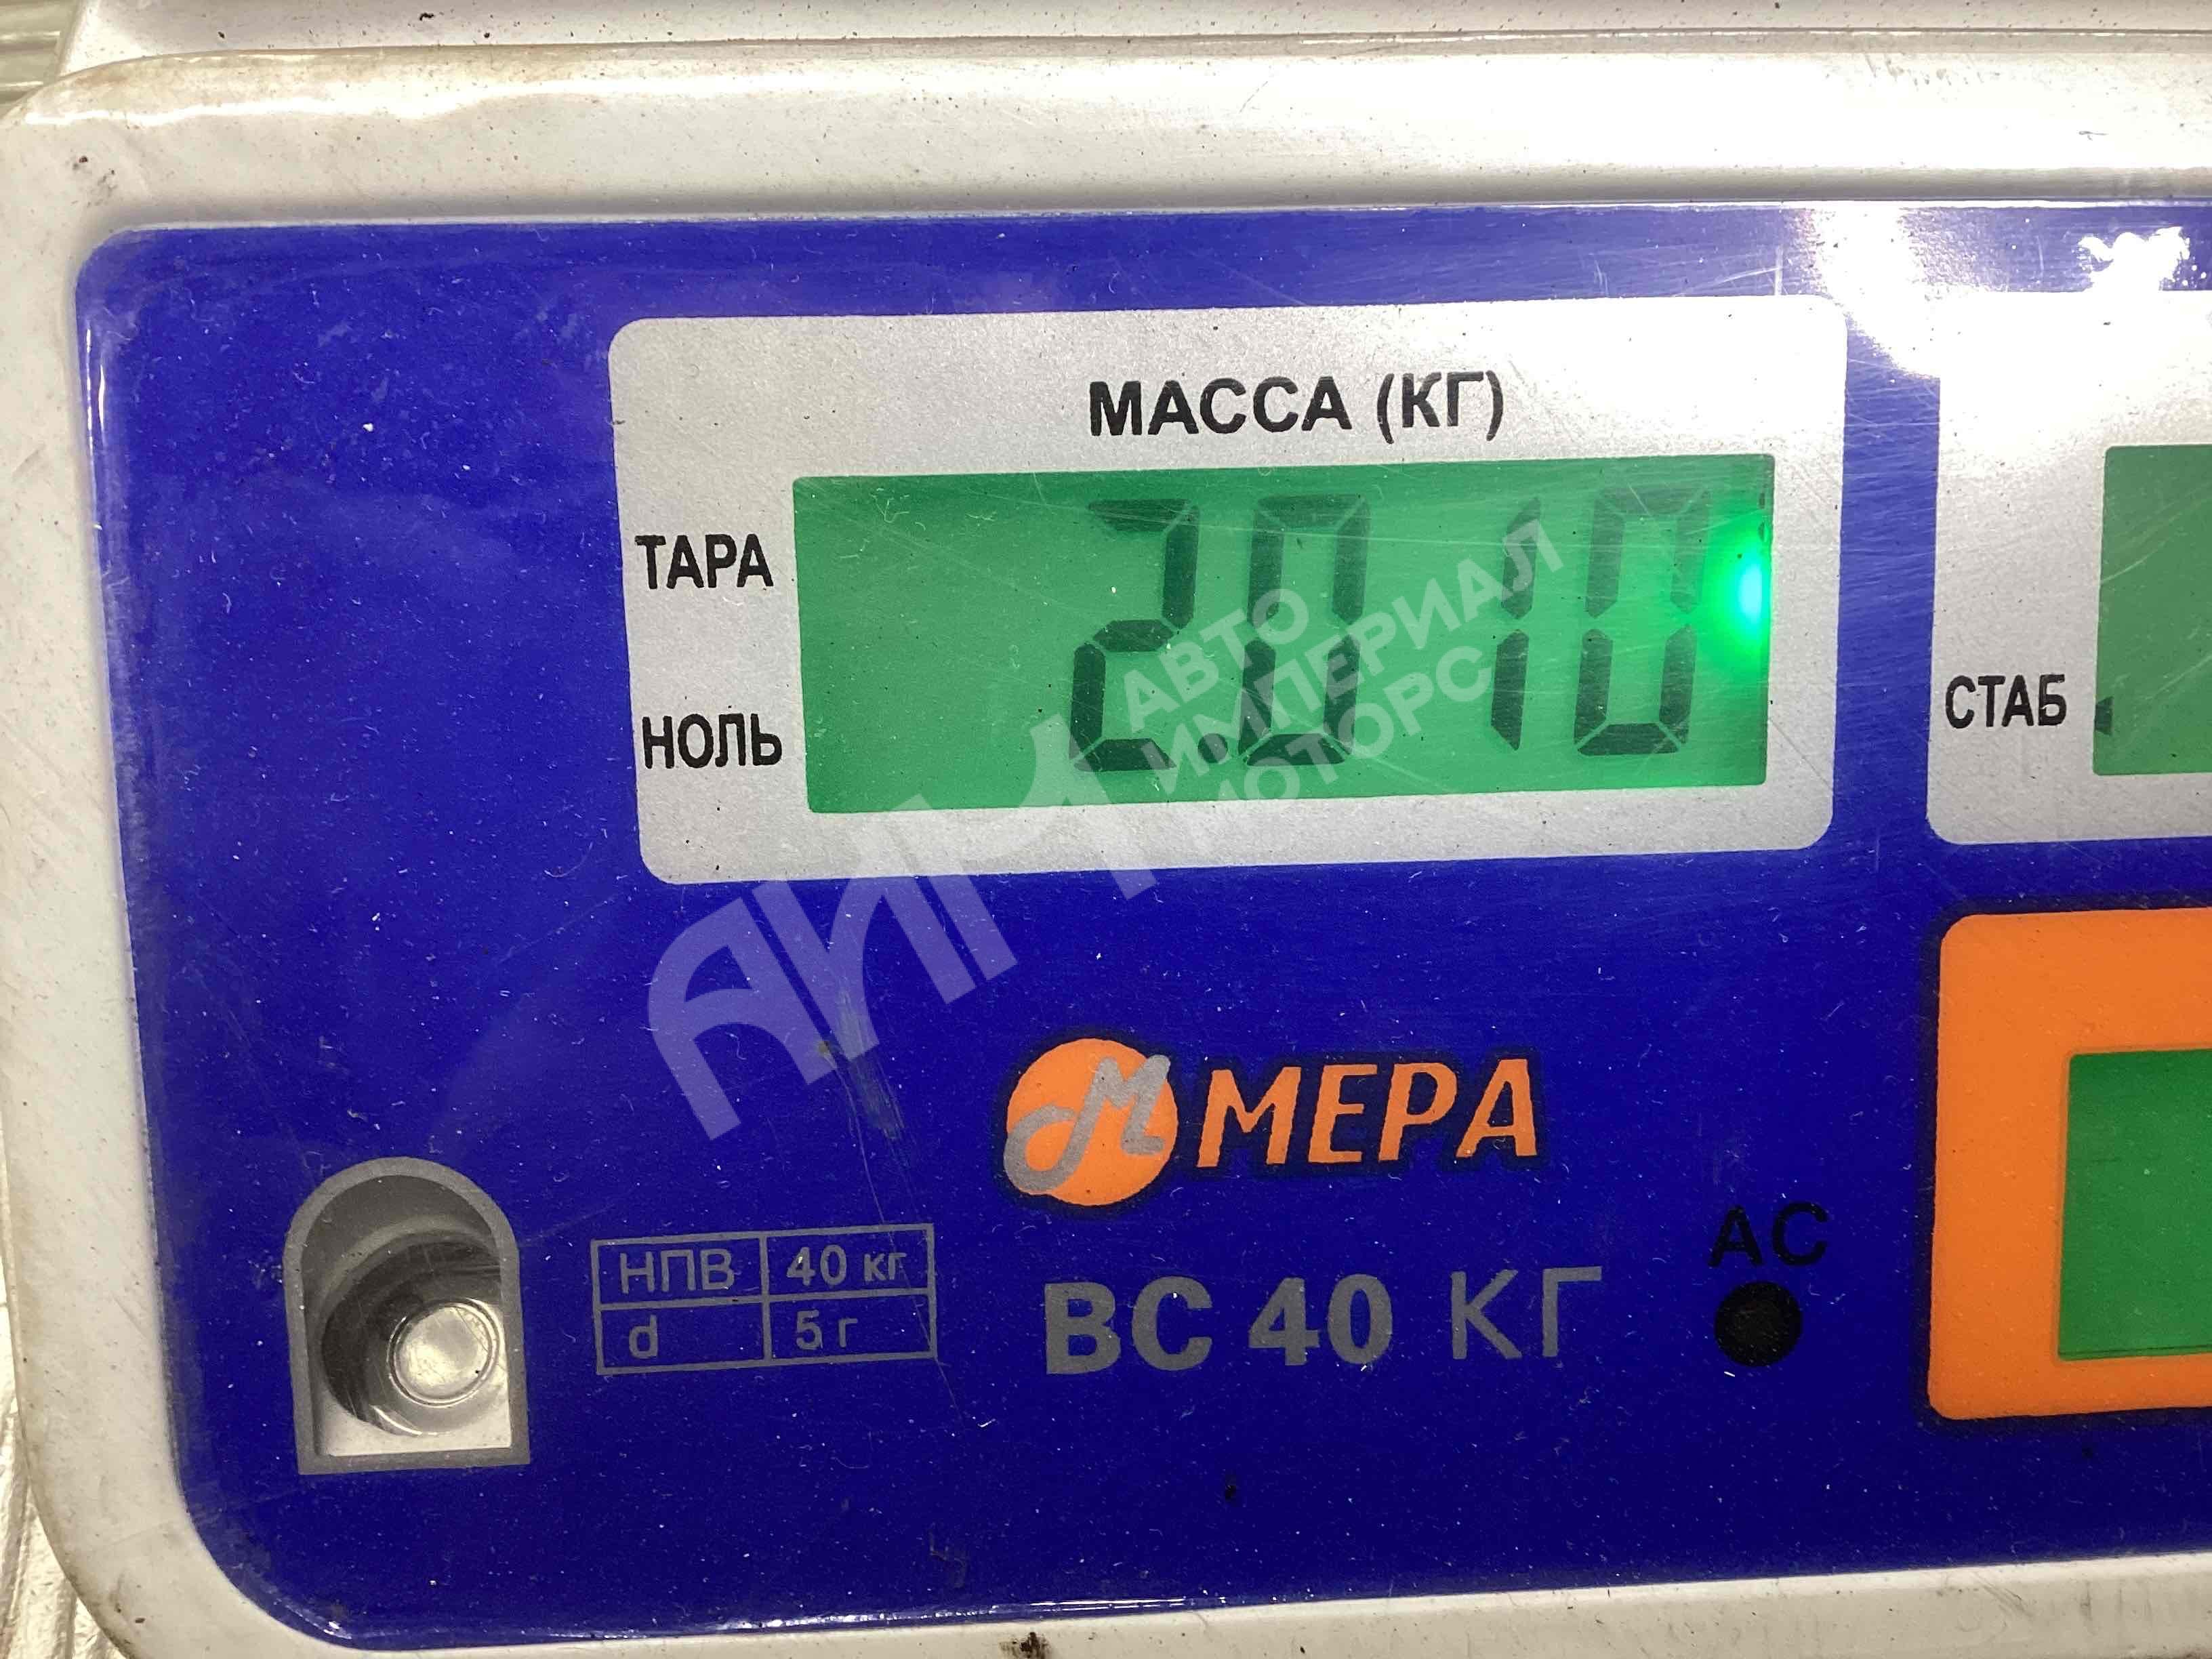 МАССА (КГ)
ТАРА
2.010
НОЛЬ
СТАБ
АИМ
АВТО
ИМПЕРИАЛ
МОТОРС
М МЕРА
АС
НПВ 40 кг
d 5 г
ВС 40 КГ